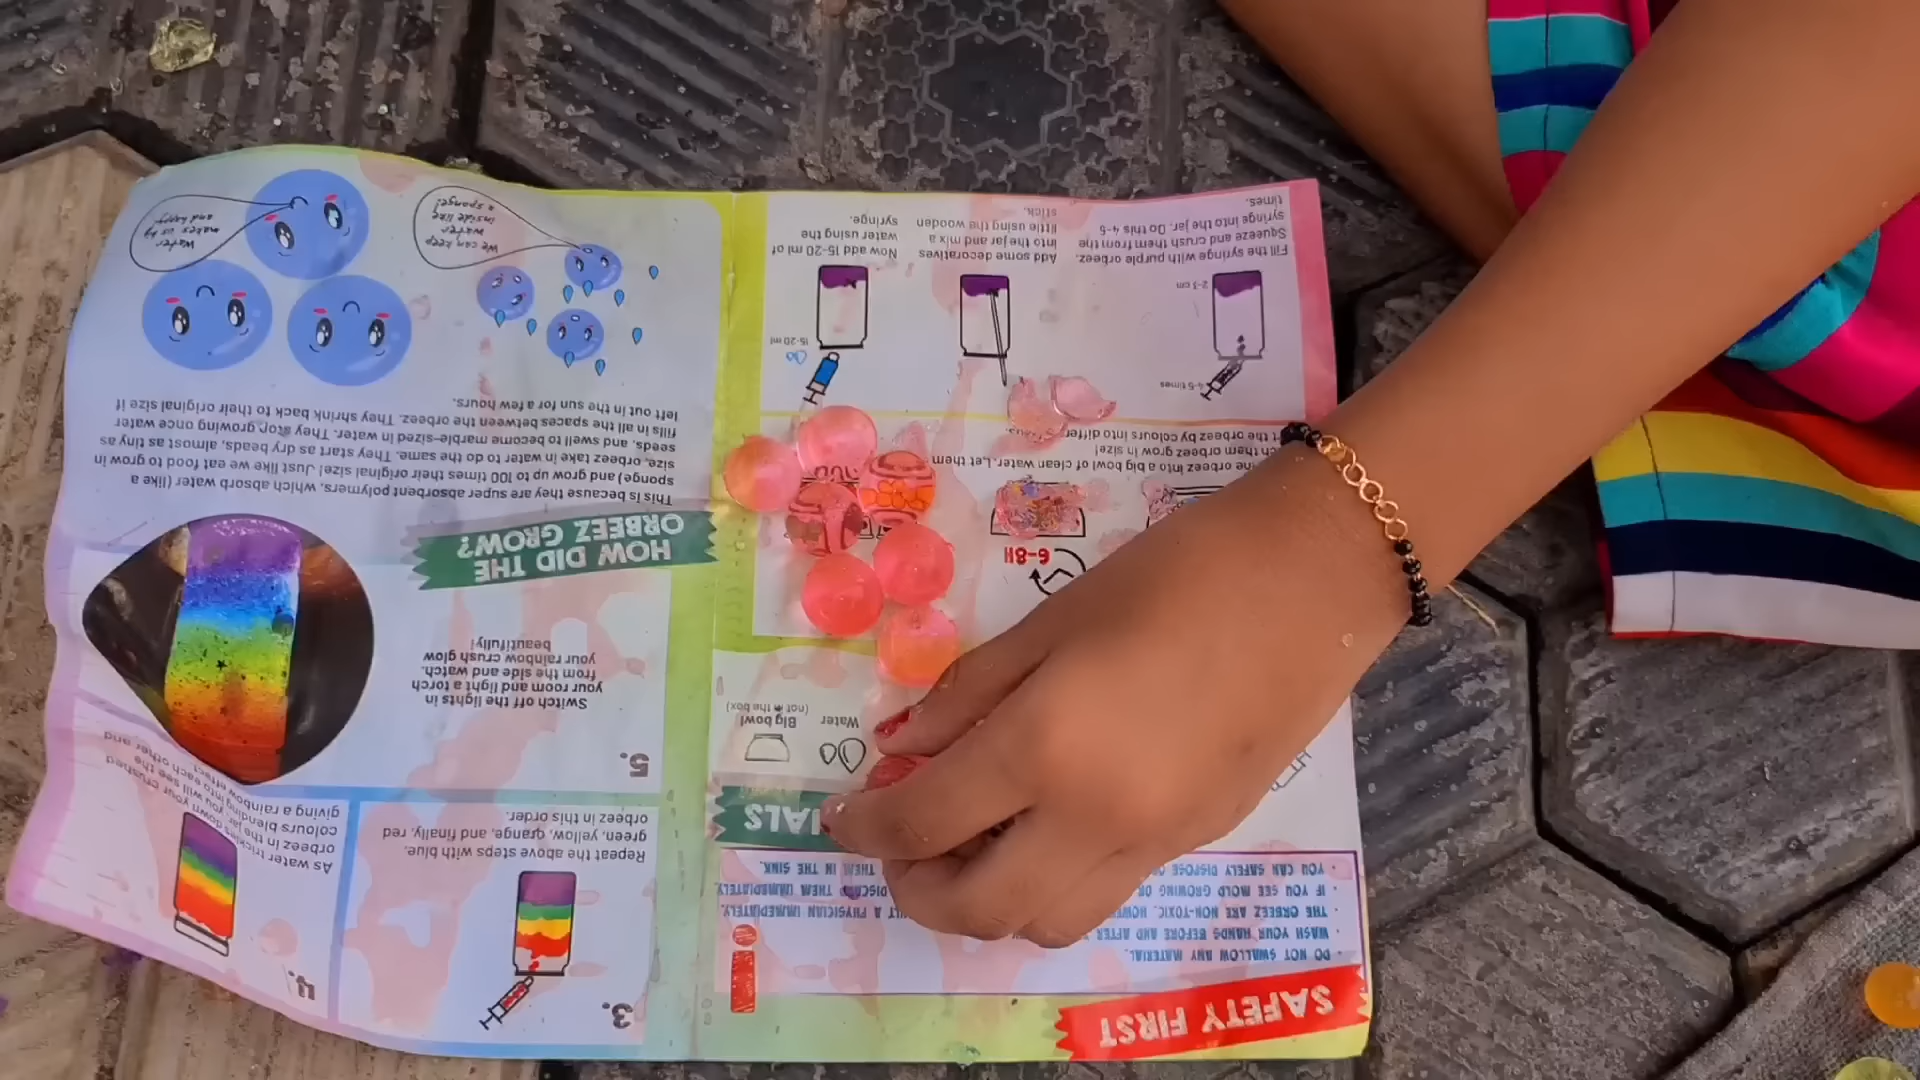 SAFETY FIRST
• DO NOT SWALLOW ANY MATERIAL.
• WASH YOUR HANDS BEFORE AND AFTER
• THE ORBEEZ ARE NON-TOXIC.
A PHYSICIAN IMMEDIATELY.
• IF YOU SEE MOLD GROWING
DISCARD THEM IMMEDIATELY.
• YOU CAN SAFELY DISPOSE
THEM IN THE SINK.
Water
Big bowl
(not in the box)
6-8H
orbeez into a big bowl of clean water. Let them
them orbeez grow in size!
the orbeez by colours into
4-5 times
2-3 cm
Fill the syringe with purple orbeez.
Squeeze and crush them from the
syringe into the jar. Do this 4-5
times.
Add some decoratives
into the jar and mix a
little using the wooden
stick.
15-20 ml
Now add 15-20 ml of
water using the
syringe.
3.
Repeat the above steps with blue,
green, yellow, orange, and finally, red
orbeez in this order.
4.
As water trickles down your crushed
orbeez in the jar, you will see the
colours blending into each other and
giving a rainbow effect.
5.
Switch off the lights in
your room and light a torch
from the side and watch
your rainbow crush glow
beautifully!
HOW DID THE
ORBEEZ GROW?
This is because they are super absorbent polymers, which absorb water (like a
sponge) and grow up to 100 times their original size! Just like we eat food to grow in
size, orbeez take in water to do the same. They start as dry beads, almost as tiny as
seeds, and swell to become marble-sized in water. They stop growing once water
fills in all the spaces between the orbeez. They shrink back to their original size if
left out in the sun for a few hours.
We can keep
water
inside like
a sponge!
Water
makes us big
and happy